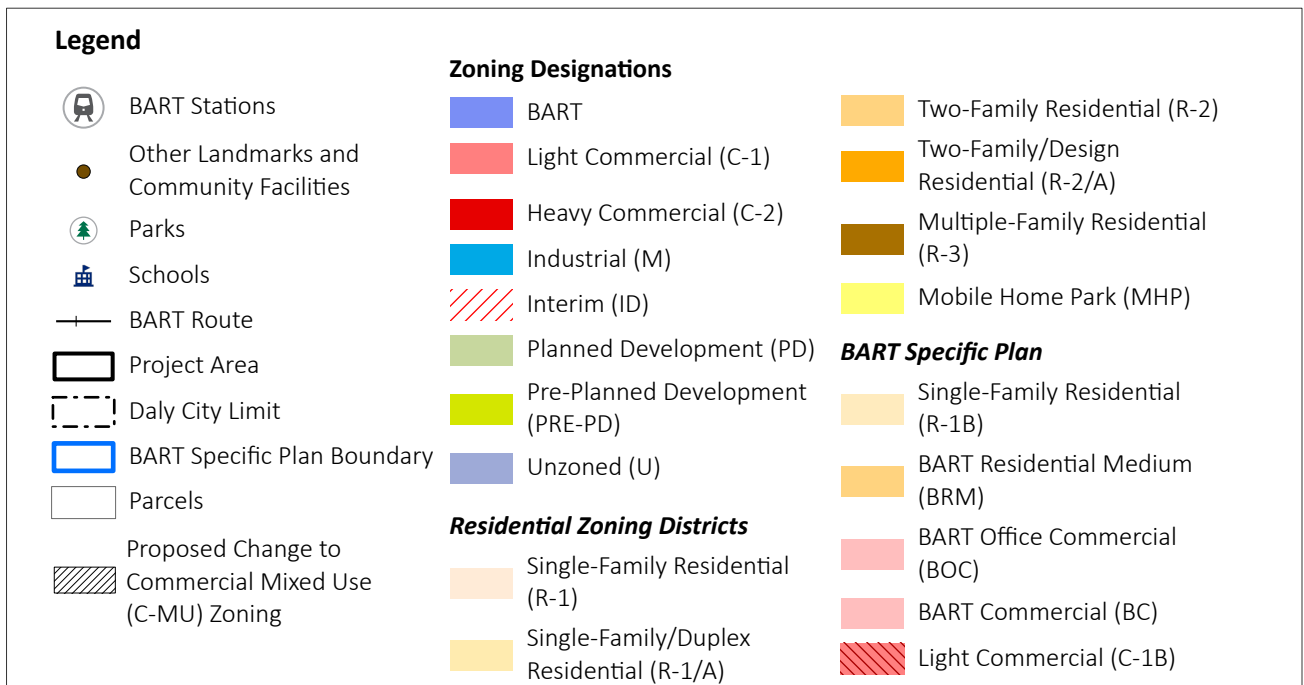 Legend
BART Stations
Other Landmarks and
Community Facilities
Parks
Schools
BART Route
Project Area
Daly City Limit
BART Specific Plan Boundary
Parcels
Proposed Change to
Commercial Mixed Use
(C-MU) Zoning
Zoning Designations
BART
Light Commercial (C-1)
Heavy Commercial (C-2)
Industrial (M)
Interim (ID)
Planned Development (PD)
Pre-Planned Development
(PRE-PD)
Unzoned (U)
Residential Zoning Districts
Single-Family Residential
(R-1)
Single-Family/Duplex
Residential (R-1/A)
Two-Family Residential (R-2)
Two-Family/Design
Residential (R-2/A)
Multiple-Family Residential
(R-3)
Mobile Home Park (MHP)
BART Specific Plan
Single-Family Residential
(R-1B)
BART Residential Medium
(BRM)
BART Office Commercial
(BOC)
BART Commercial (BC)
Light Commercial (C-1B)